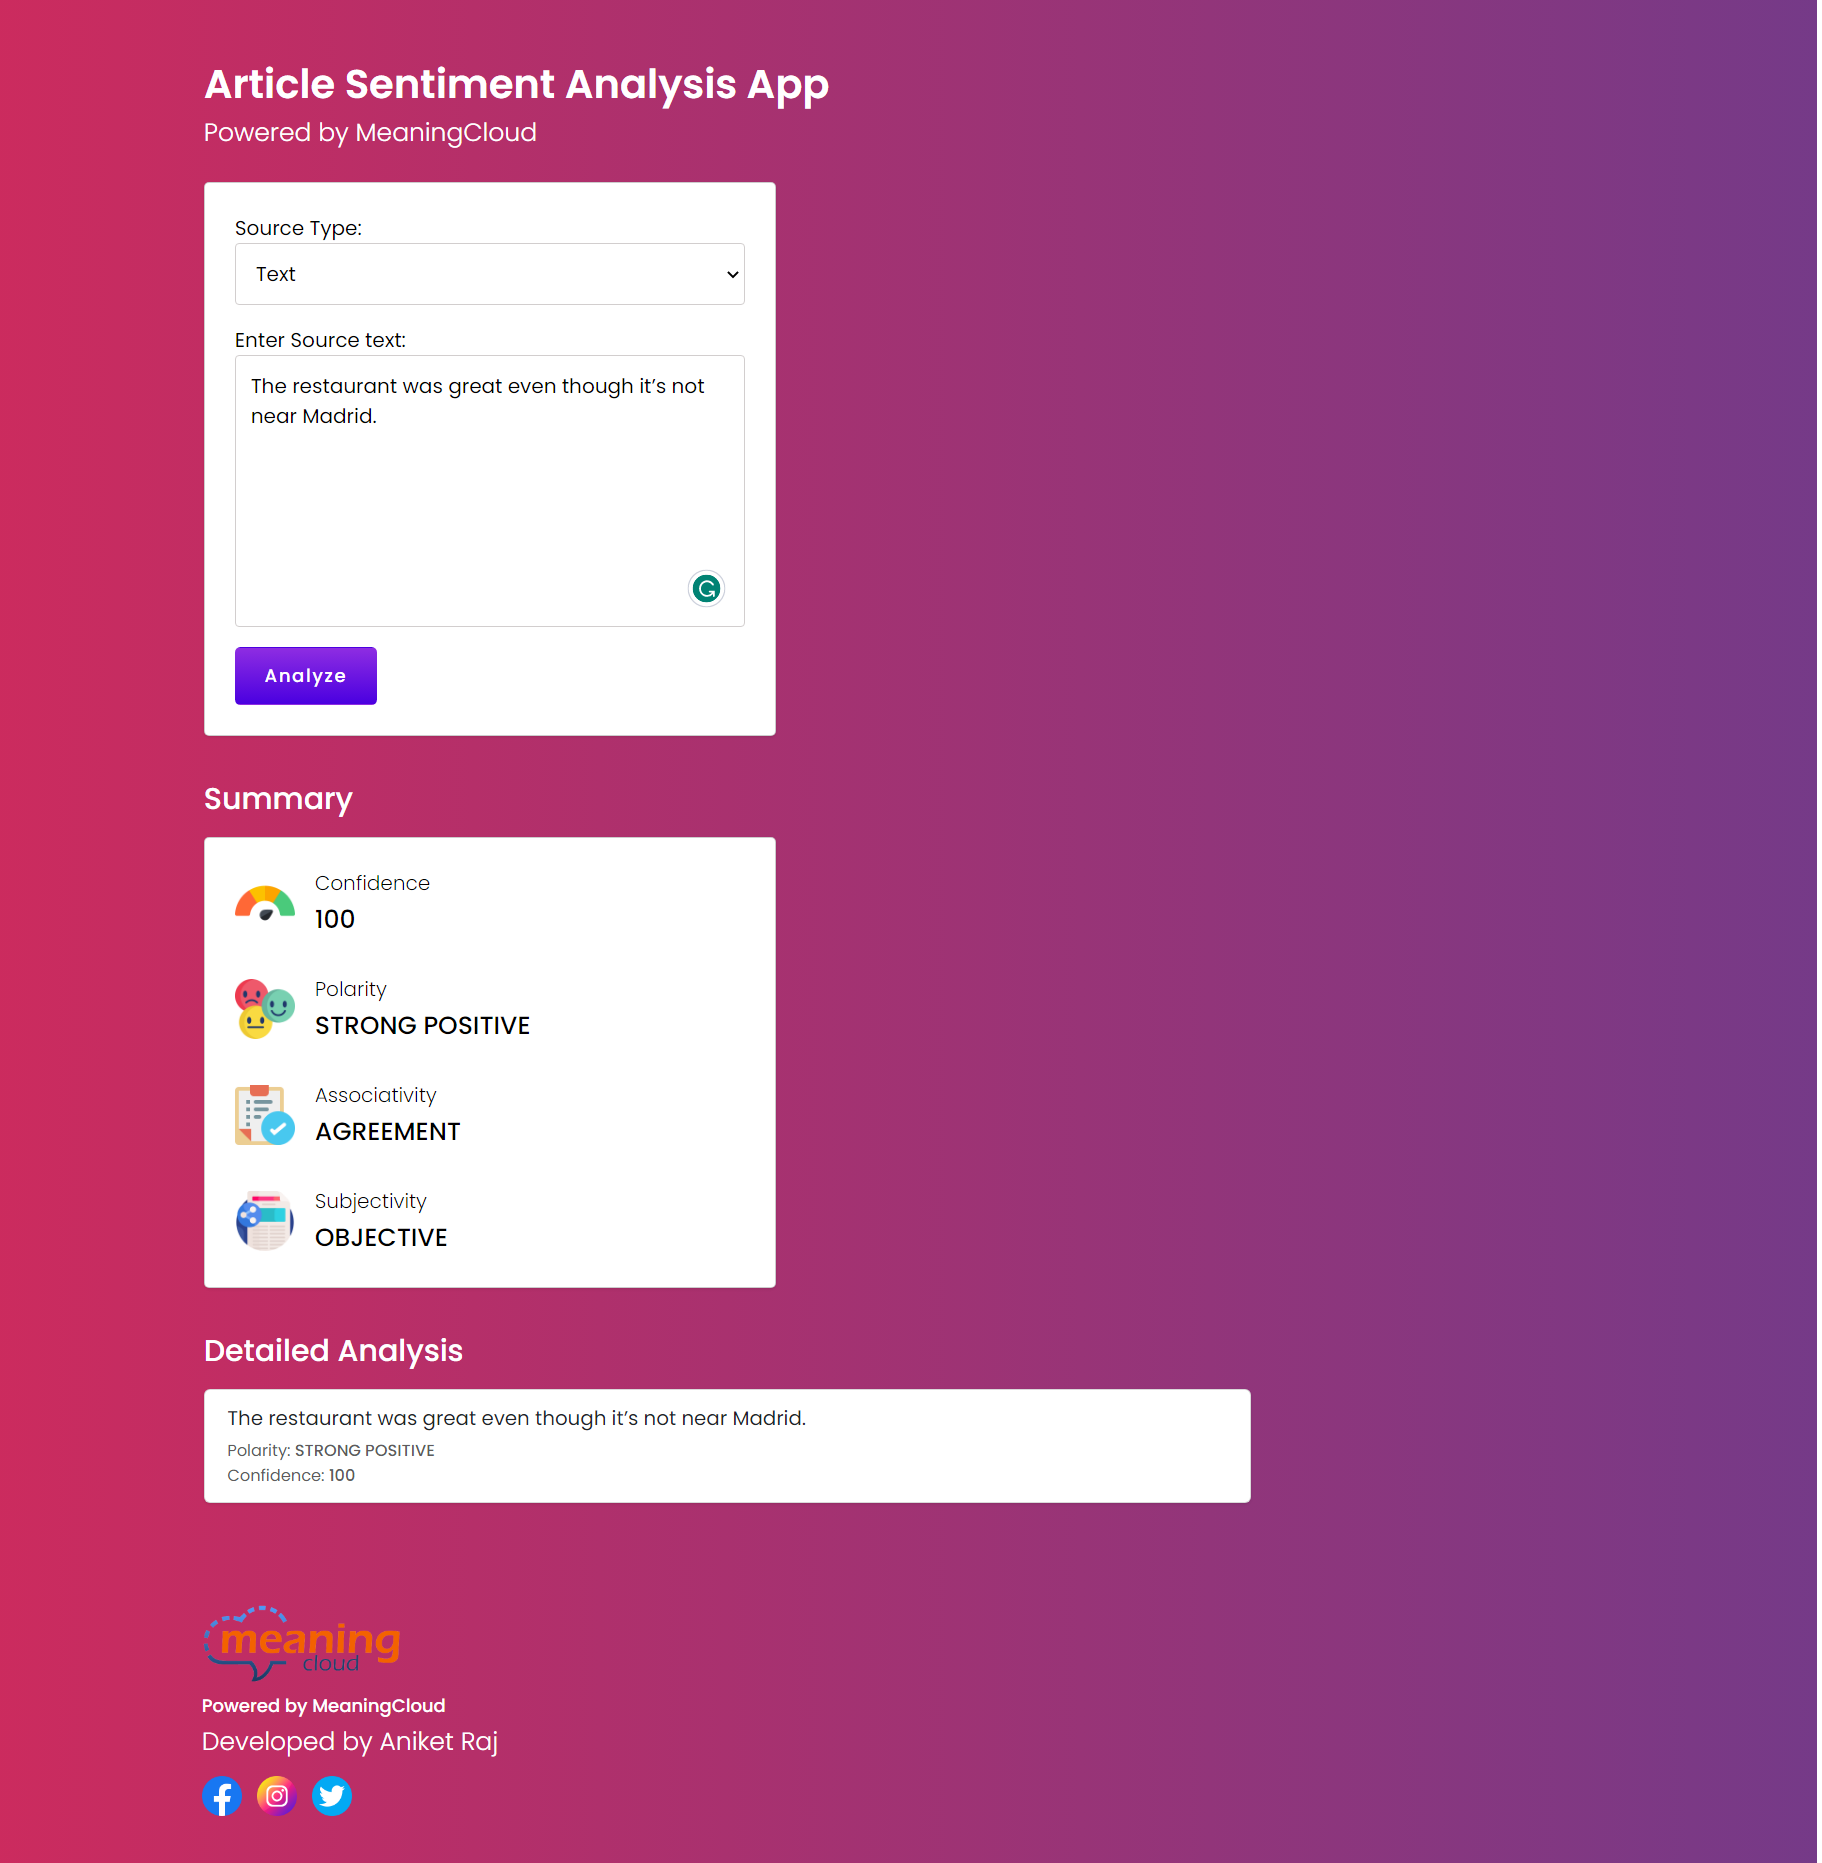 Article Sentiment Analysis App
Powered by MeaningCloud
Source Type:
Text
Enter Source text:
The restaurant was great even though it’s not
near Madrid.
Analyze
Summary
Confidence
100
Polarity
STRONG POSITIVE
Associativity
AGREEMENT
Subjectivity
OBJECTIVE
Detailed Analysis
The restaurant was great even though it’s not near Madrid.
Polarity: STRONG POSITIVE
Confidence: 100
meaning
cloud
Powered by MeaningCloud
Developed by Aniket Raj